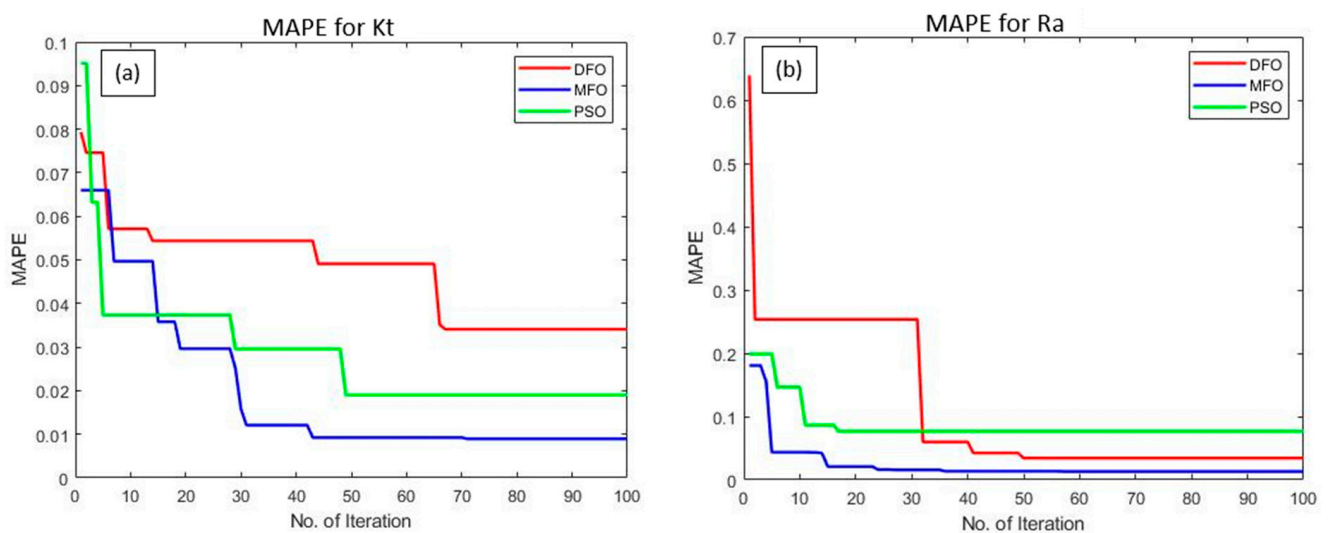 MAPE for Kt
(a)
DFO
MFO
PSO
0.1
0.09
0.08
0.07
0.06
0.05
0.04
0.03
0.02
0.01
0
MAPE
0 10 20 30 40 50 60 70 80 90 100
No. of Iteration
MAPE for Ra
(b)
DFO
MFO
PSO
0.7
0.6
0.5
0.4
0.3
0.2
0.1
0
MAPE
0 10 20 30 40 50 60 70 80 90 100
No. of Iteration